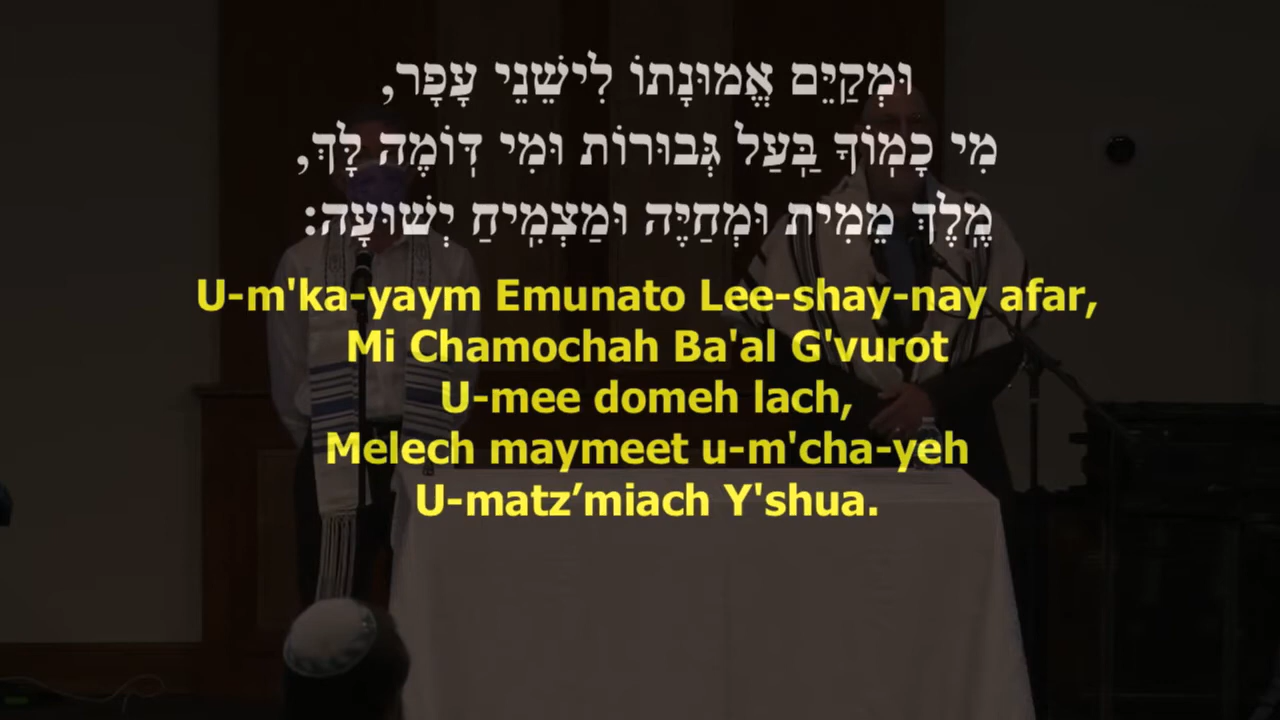 וּמְקַיֵּם אֱמוּנָתוֹ לִישֵׁנֵי עָפָר,
מִי כָמֽוֹךָ בַּֽעַל גְּבוּרוֹת וּמִי דּֽוֹמֶה לָּךְ,
מֶֽלֶךְ מֵמִית וּמְחַיֶּה וּמַצְמִֽיחַ יְשׁוּעָה:
U-m'ka-yaym Emunato Lee-shay-nay afar,
Mi Chamochah Ba'al G'vurot
U-mee domeh lach,
Melech maymeet u-m'cha-yeh
U-matz’miach Y'shua.